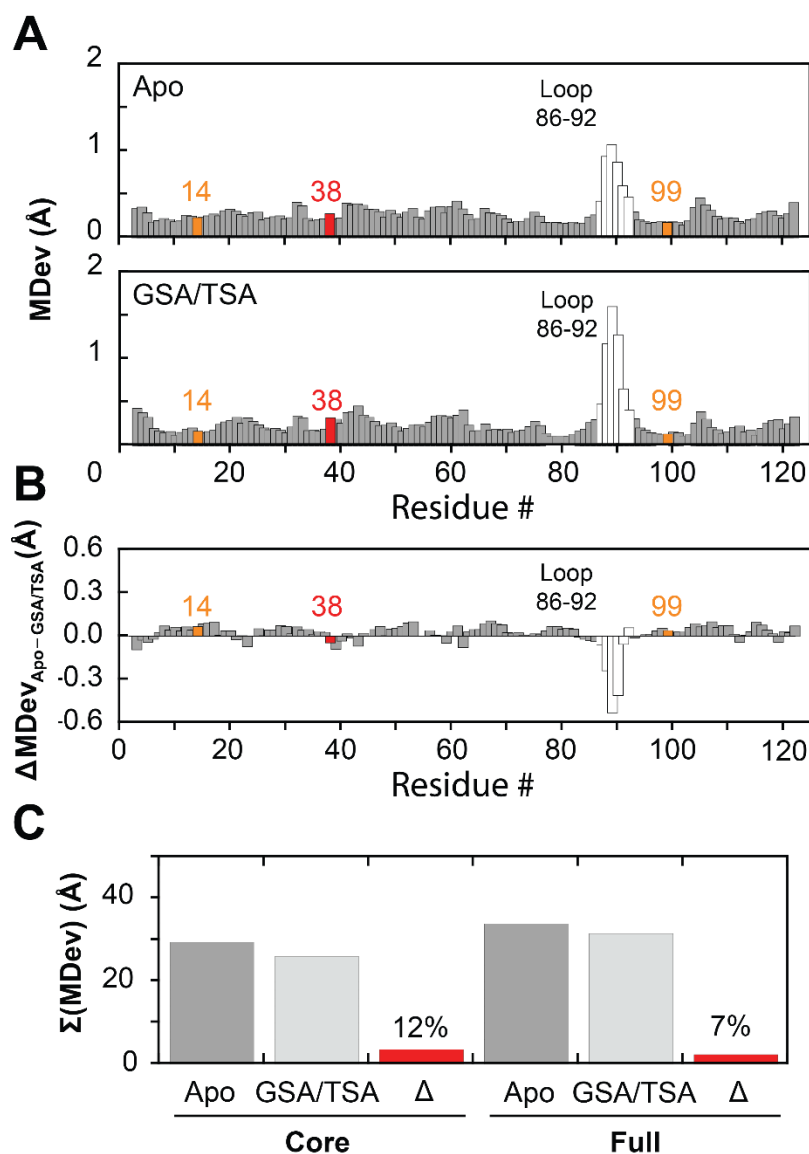 A
2
Apo
Loop
86-92
14
38
99
1
0
MDev (Å)
2
GSA/TSA
Loop
86-92
14
38
99
1
0
20
40
60
80
100
120
Residue #
B
0.6
0.3
0.0
-0.3
-0.6
ΔMDev Apo – GSA/TSA (Å)
Loop
86-92
14
38
99
0
20
40
60
80
100
120
Residue #
C
Σ(MDev) (Å)
40
20
0
12%
7%
Apo GSA/TSA Δ Apo GSA/TSA Δ
Core Full